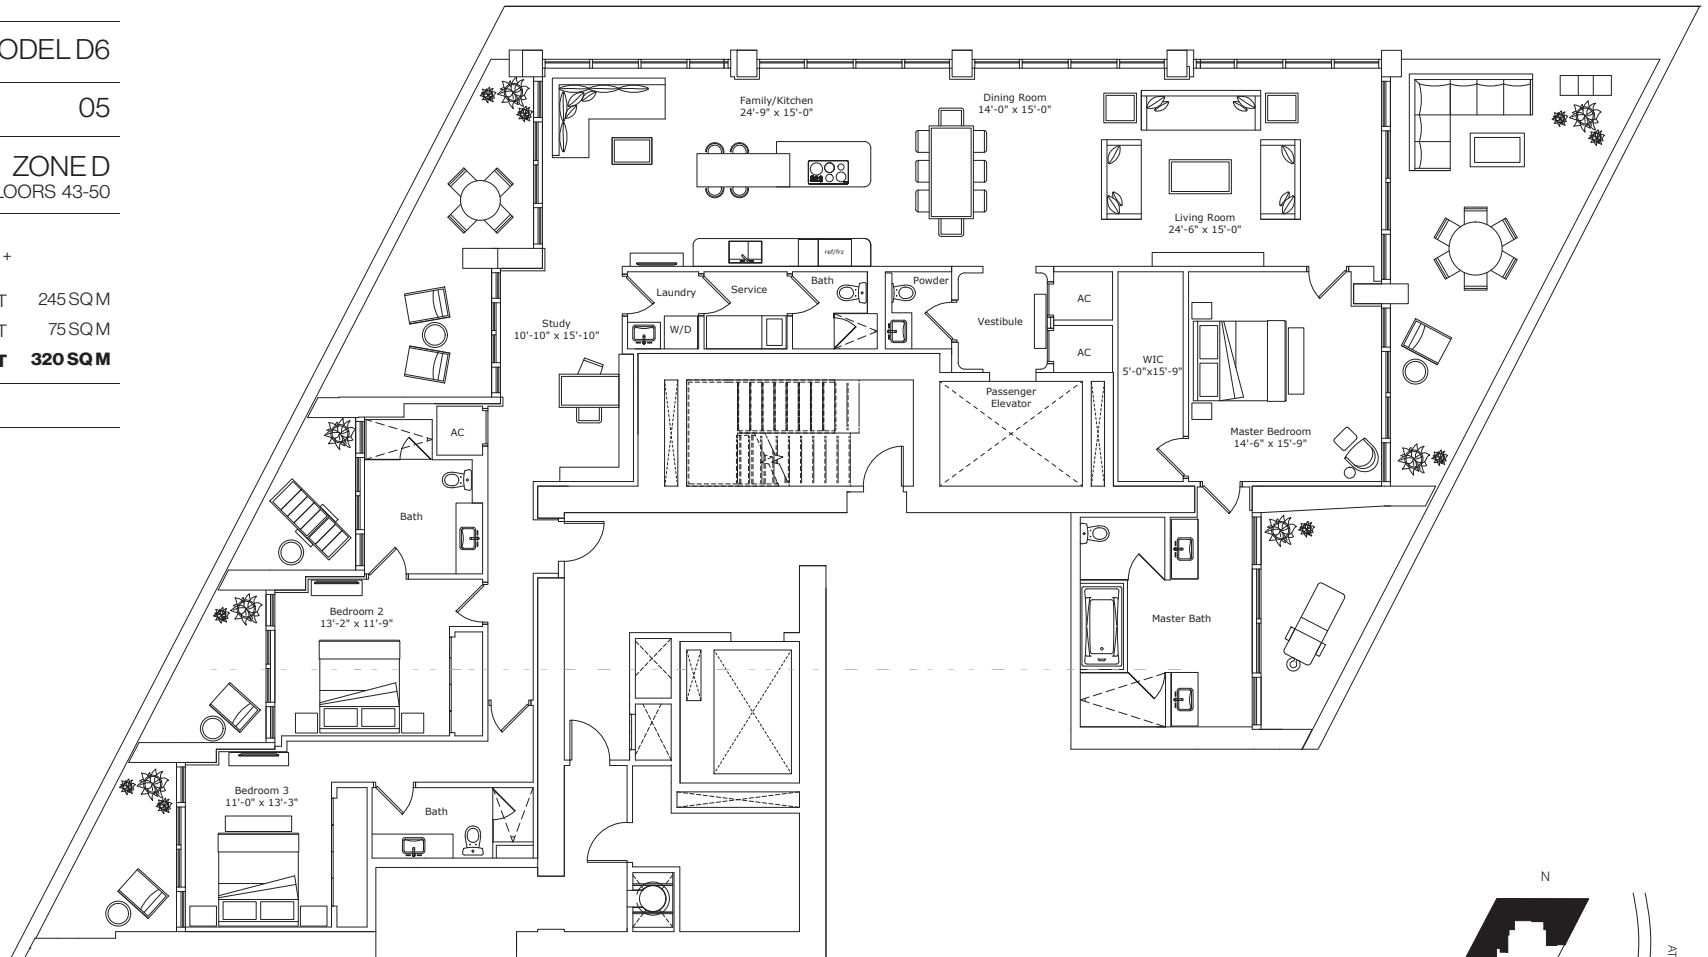 ODEL D6
05
ZONE D
LOORS 43-50
+
T 245 SQ M
T 75 SQ M
T 320 SQ M
Family/Kitchen
24'-9" x 15'-0"
Dining Room
14'-0" x 15'-0"
Living Room
24'-6" x 15'-0"
ref/frz
Laundry
W/D
Service
Bath
Powder
Vestibule
AC
AC
WIC
5'-0"x15'-9"
Study
10'-10" x 15'-10"
Passenger
Elevator
Master Bedroom
14'-6" x 15'-9"
AC
Bath
Master Bath
Bedroom 2
13'-2" x 11'-9"
Bedroom 3
11'-0" x 13'-3"
Bath
N
AT